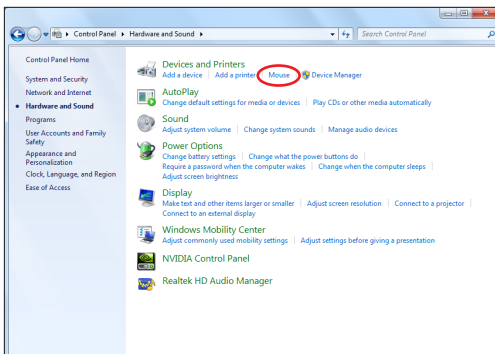 Control Panel Hardware and Sound Search Control Panel
Control Panel Home
System and Security
Network and Internet
Hardware and Sound
Programs
User Accounts and Family
Safety
Appearance and
Personalization
Clock, Language, and Region
Ease of Access
Devices and Printers
Add a device Add a printer Mouse Device Manager
AutoPlay
Change default settings for media or devices Play CDs or other media automatically
Sound
Adjust system volume Change system sounds Manage audio devices
Power Options
Change battery settings Change what the power buttons do
Require a password when the computer wakes Change when the computer sleeps
Adjust screen brightness
Display
Make text and other items larger or smaller Adjust screen resolution Connect to a projector
Connect to an external display
Windows Mobility Center
Adjust commonly used mobility settings Adjust settings before giving a presentation
NVIDIA Control Panel
Realtek HD Audio Manager